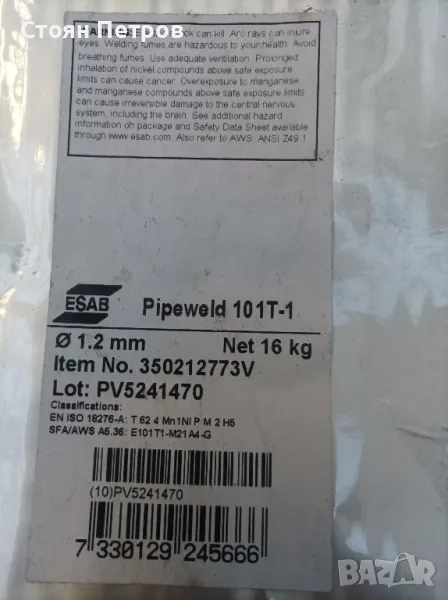 Стоян Петров
can kill. Arc rays can injure
eyes. Welding fumes are hazardous to your health. Avoid
breathing fumes. Use adequate ventilation. Prolonged
inhalation of nickel compounds above safe exposure
limits can cause cancer. Overexposure to manganese
and manganese compounds above safe exposure limits
can cause irreversible damage to the central nervous
system, including the brain. See additional hazard
information on package and Safety Data Sheet available
through www.esab.com. Also refer to AWS ANSI Z49.1
ESAB Pipeweld 101T-1
Ø 1.2 mm Net 16 kg
Item No. 350212773V
Lot: PV5241470
Classifications:
EN ISO 18276-A: T 62 4 Mn1Ni P M 2 H5
SFA/AWS A5.36: E101T1-M21A4-G
(10)PV5241470
7 330129 245666
BAZAR